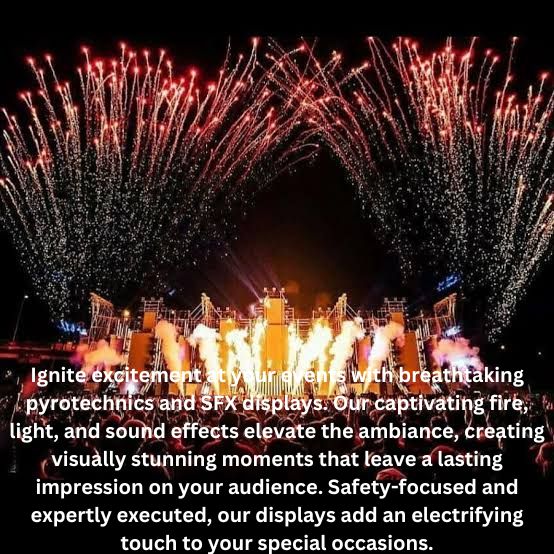 Ignite excitement at your events with breathtaking
pyrotechnics and SFX displays. Our captivating fire,
light, and sound effects elevate the ambiance, creating
visually stunning moments that leave a lasting
impression on your audience. Safety-focused and
expertly executed, our displays add an electrifying
touch to your special occasions.